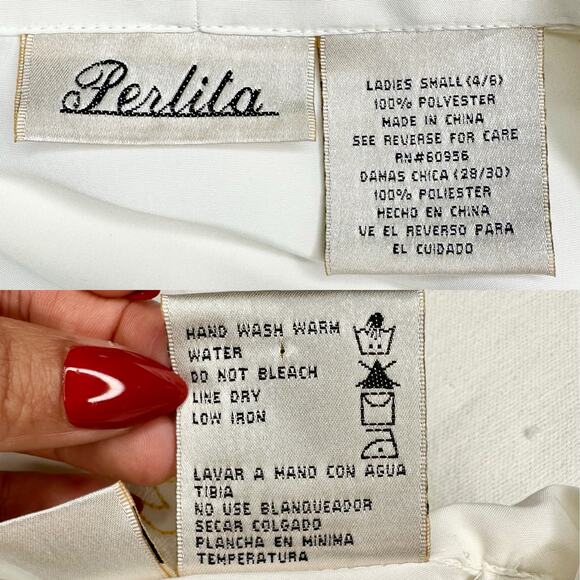 Perlita
LADIES SMALL (4/6)
100% POLYESTER
MADE IN CHINA
SEE REVERSE FOR CARE
RN#60956
DAMAS CHICA (28/30)
100% POLIESTER
HECHO EN CHINA
VE EL REVERSO PARA
EL CUIDADO
HAND WASH WARM
WATER
DO NOT BLEACH
LINE DRY
LOW IRON
LAVAR A MANO CON AGUA
TIBIA
NO USE BLANQUEADOR
SECAR COLGADO
PLANCHA EN MINIMA
TEMPERATURA